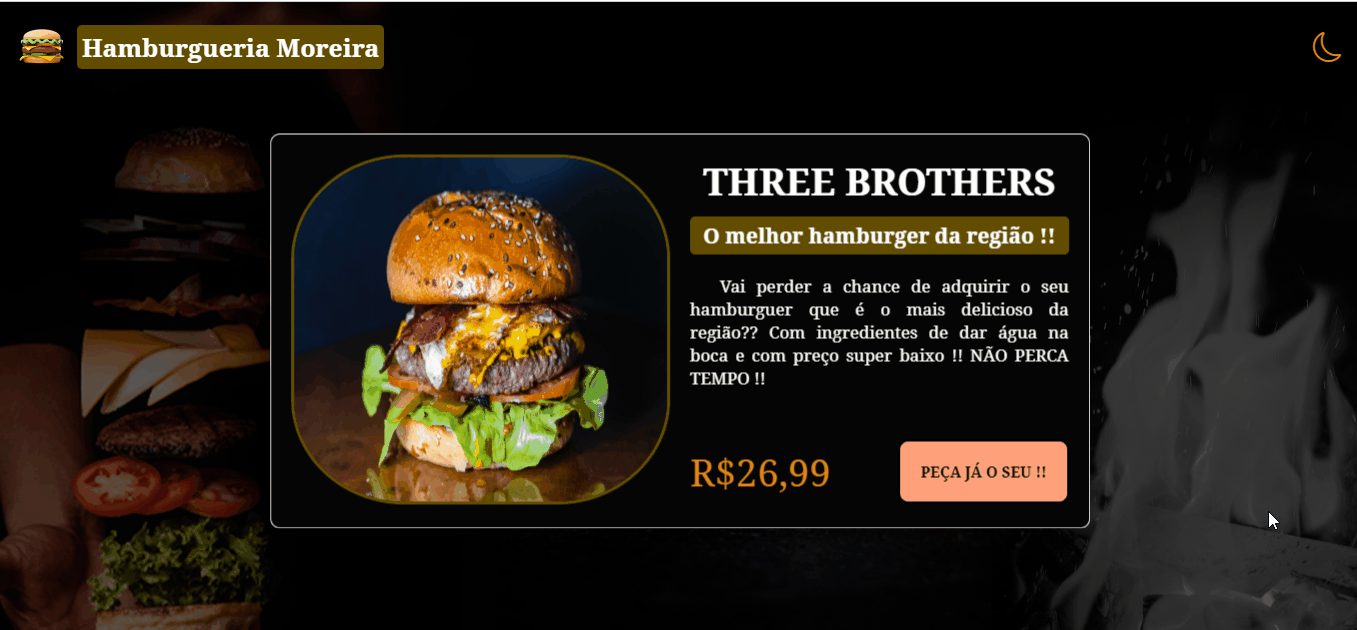 Hamburgueria Moreira
THREE BROTHERS
O melhor hamburger da região !!
Vai perder a chance de adquirir o seu
hamburguer que é o mais delicioso da
região?? Com ingredientes de dar água na
boca e com preço super baixo !! NÃO PERCA
TEMPO !!
R$26,99
PEÇA JÁ O SEU !!